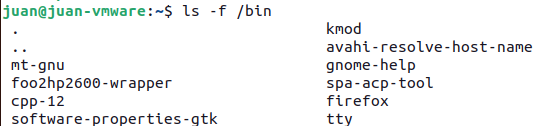 juan@juan-vmware:~$ ls -f /bin
. kmod
.. avahi-resolve-host-name
mt-gnu gnome-help
foo2hp2600-wrapper spa-acp-tool
cpp-12 firefox
software-properties-gtk tty